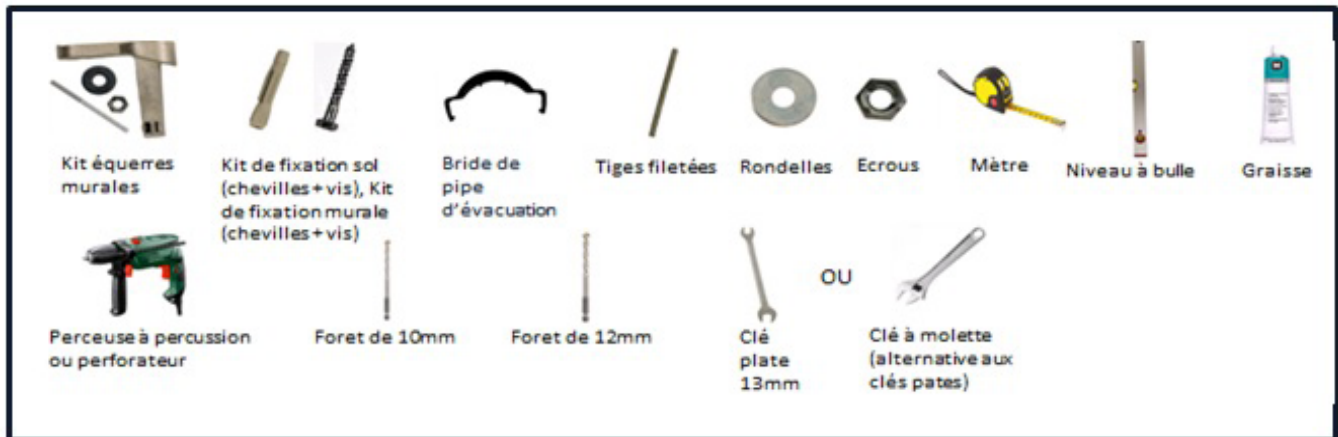 Kit équerres
murales
Kit de fixation sol
(chevilles+vis), Kit
de fixation murale
(chevilles+vis)
Bride de
pipe
d'évacuation
Tiges filetées
Rondelles
Ecrous
Mètre
Niveau à bulle
Graisse
Perceuse à percussion
ou perforateur
Foret de 10mm
Foret de 12mm
Clé
plate
13mm
OU
Clé à molette
(alternative aux
clés pates)